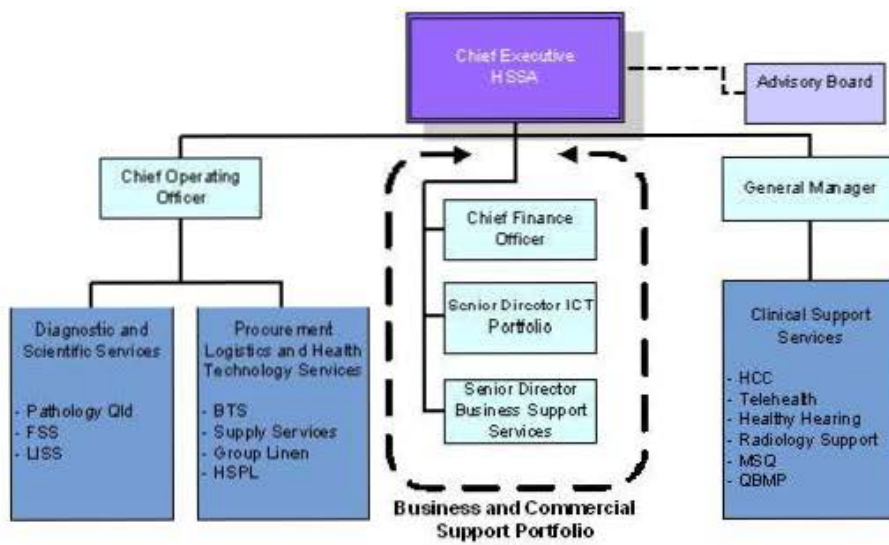 Chief Executive
HSSA
Advisory Board
Chief Operating
Officer
General Manager
Chief Finance
Officer
Senior Director ICT
Portfolio
Senior Director
Business Support
Services
Business and Commercial
Support Portfolio
Diagnostic and
Scientific Services
- Pathology Qld
- FSS
- LISS
Procurement
Logistics and Health
Technology Services
- BTS
- Supply Services
- Group Linen
- HSPL
Clinical Support
Services
- HCC
- Telehealth
- Healthy Hearing
- Radiology Support
- MSQ
- QBMP